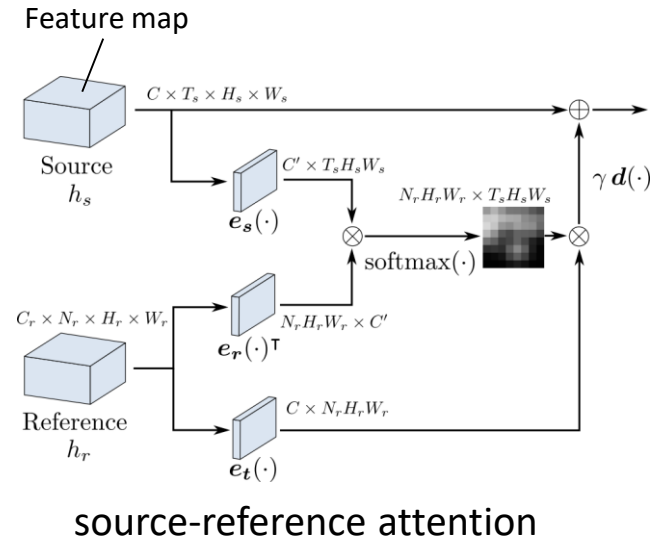 Feature map
C × T_s × H_s × W_s
Source
h_s
C′ × T_sH_sW_s
e_s(·)
N_rH_rW_r × T_sH_sW_s
γ d(·)
⊗
softmax(·)
⊗
⊕
C_r × N_r × H_r × W_r
N_rH_rW_r × C′
e_r(·)ᵀ
Reference
h_r
C × N_rH_rW_r
e_t(·)
source-reference attention